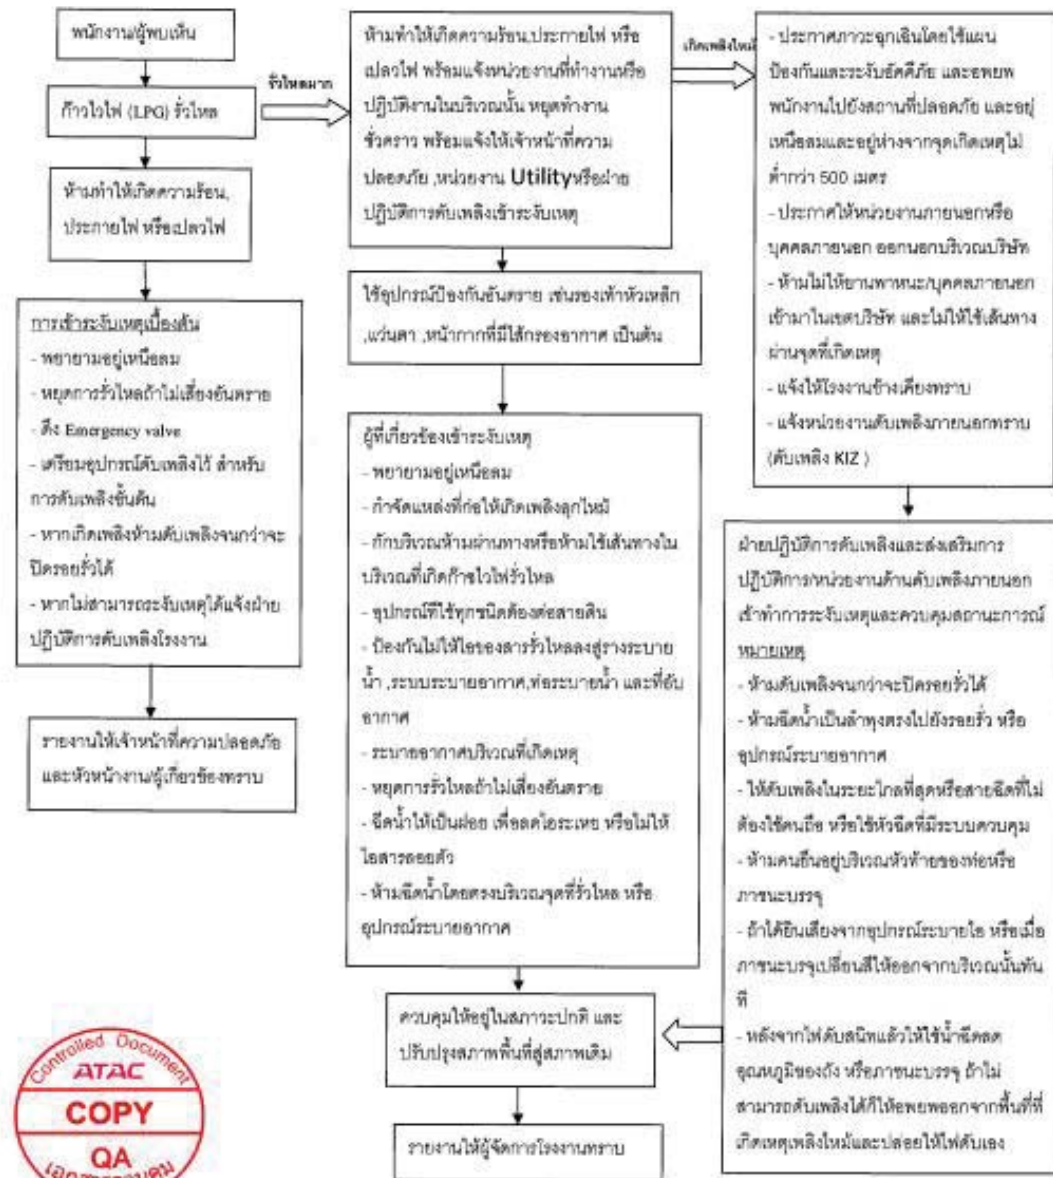 พนักงาน/ผู้พบเห็น
ก๊าวไวไฟ (LPG) รั่วไหล
ห้ามทำให้เกิดความร้อน,
ประกายไฟ หรือเปลวไฟ
การเข้าระงับเหตุเบื้องต้น
- พยายามอยู่เหนือลม
- หยุดการรั่วไหลถ้าไม่เสี่ยงอันตราย
- ดึง Emergency valve
- เตรียมอุปกรณ์ดับเพลิงไว้ สำหรับ
การดับเพลิงขั้นต้น
- หากเกิดเพลิงห้ามดับเพลิงจนกว่าจะ
ปิดรอยรั่วได้
- หากไม่สามารถระงับเหตุได้แจ้งฝ่าย
ปฏิบัติการดับเพลิงโรงงาน
รายงานให้เจ้าหน้าที่ความปลอดภัย
และหัวหน้างาน/ผู้เกี่ยวข้องทราบ
รั่วไหลมาก
ห้ามทำให้เกิดความร้อน,ประกายไฟ หรือ
เปลวไฟ พร้อมแจ้งหน่วยงานที่ทำงานหรือ
ปฏิบัติงานในบริเวณนั้น หยุดทำงาน
ชั่วคราว พร้อมแจ้งให้เจ้าหน้าที่ความ
ปลอดภัย ,หน่วยงาน Utilityหรือฝ่าย
ปฏิบัติการดับเพลิงเข้าระงับเหตุ
ใช้อุปกรณ์ป้องกันอันตราย เช่นรองเท้าหัวเหล็ก
,แว่นตา ,หน้ากากที่มีไส้กรองอากาศ เป็นต้น
ผู้ที่เกี่ยวข้องเข้าระงับเหตุ
- พยายามอยู่เหนือลม
- กำจัดแหล่งที่ก่อให้เกิดเพลิงลุกไหม้
- กักบริเวณห้ามผ่านทางหรือห้ามใช้เส้นทางใน
บริเวณที่เกิดก๊าซไวไฟรั่วไหล
- อุปกรณ์ที่ใช้ทุกชนิดต้องต่อสายดิน
- ป้องกันไม่ให้ไอของสารรั่วไหลลงสู่รางระบาย
น้ำ ,ระบบระบายอากาศ,ท่อระบายน้ำ และที่อับ
อากาศ
- ระบายอากาศบริเวณที่เกิดเหตุ
- หยุดการรั่วไหลถ้าไม่เสี่ยงอันตราย
- ฉีดน้ำให้เป็นฝอย เพื่อลดไอระเหย หรือไม่ให้
ไอสารลอยตัว
- ห้ามฉีดน้ำโดยตรงบริเวณจุดที่รั่วไหล หรือ
อุปกรณ์ระบายอากาศ
ควบคุมให้อยู่ในสภาวะปกติ และ
ปรับปรุงสภาพพื้นที่สู่สภาพเดิม
รายงานให้ผู้จัดการโรงงานทราบ
เกิดเพลิงไหม้
- ประกาศภาวะฉุกเฉินโดยใช้แผน
ป้องกันและระงับอัคคีภัย และอพยพ
พนักงานไปยังสถานที่ปลอดภัย และอยู่
เหนือลมและอยู่ห่างจากจุดเกิดเหตุไม่
ต่ำกว่า 500 เมตร
- ประกาศให้หน่วยงานภายนอกหรือ
บุคคลภายนอก ออกนอกบริเวณบริษัท
- ห้ามไม่ให้ยานพาหนะ/บุคคลภายนอก
เข้ามาในเขตบริษัท และไม่ให้ใช้เส้นทาง
ผ่านจุดที่เกิดเหตุ
- แจ้งให้โรงงานข้างเคียงทราบ
- แจ้งหน่วยงานดับเพลิงภายนอกทราบ
(ดับเพลิง KIZ )
ฝ่ายปฏิบัติการดับเพลิงและส่งเสริมการ
ปฏิบัติการ/หน่วยงานด้านดับเพลิงภายนอก
เข้าทำการระงับเหตุและควบคุมสถานะการณ์
หมายเหตุ
- ห้ามดับเพลิงจนกว่าจะปิดรอยรั่วได้
- ห้ามฉีดน้ำเป็นลำพุงตรงไปยังรอยรั่ว หรือ
อุปกรณ์ระบายอากาศ
- ให้ดับเพลิงในระยะไกลที่สุดหรือสายฉีดที่ไม่
ต้องใช้คนถือ หรือใช้หัวฉีดที่มีระบบควบคุม
- ห้ามคนยืนอยู่บริเวณหัวท้ายของท่อหรือ
ภาชนะบรรจุ
- ถ้าได้ยินเสียงจากอุปกรณ์ระบายไอ หรือเมื่อ
ภาชนะบรรจุเปลี่ยนสีให้ออกจากบริเวณนั้นทัน
ที
- หลังจากไฟดับสนิทแล้วให้ใช้น้ำฉีดลด
อุณหภูมิของถัง หรือภาชนะบรรจุ ถ้าไม่
สามารถดับเพลิงได้ก็ให้อพยพออกจากพื้นที่ที่
เกิดเหตุเพลิงไหม้และปล่อยให้ไฟดับเอง
Controlled Document
ATAC
COPY
QA
เอกสารควบคุม